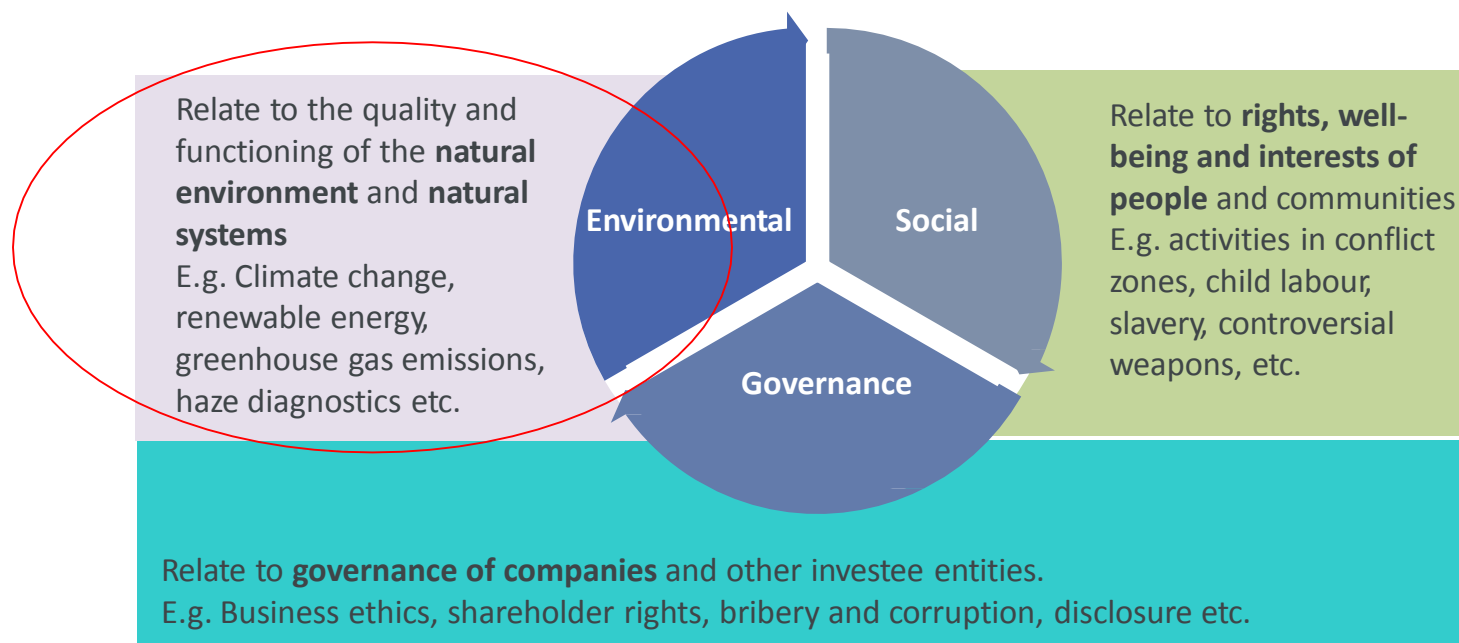 Relate to the quality and
functioning of the natural
environment and natural
systems
E.g. Climate change,
renewable energy,
greenhouse gas emissions,
haze diagnostics etc.
Environmental
Social
Governance
Relate to rights, well-
being and interests of
people and communities
E.g. activities in conflict
zones, child labour,
slavery, controversial
weapons, etc.
Relate to governance of companies and other investee entities.
E.g. Business ethics, shareholder rights, bribery and corruption, disclosure etc.